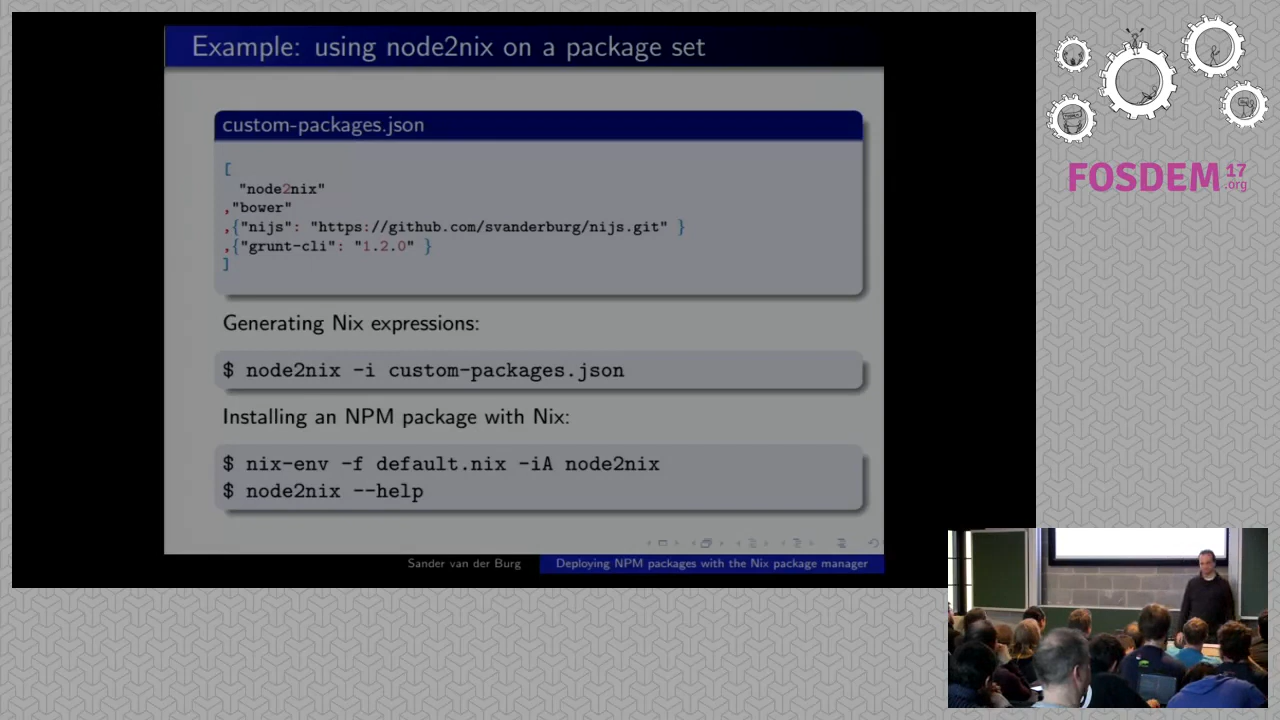 Example: using node2nix on a package set
custom-packages.json
[
"node2nix"
,"bower"
,{"nijs": "https://github.com/svanderburg/nijs.git" }
,{"grunt-cli": "1.2.0" }
]
Generating Nix expressions:
$ node2nix -i custom-packages.json
Installing an NPM package with Nix:
$ nix-env -f default.nix -iA node2nix
$ node2nix --help
Sander van der Burg
Deploying NPM packages with the Nix package manager
FOSDEM 17
.org